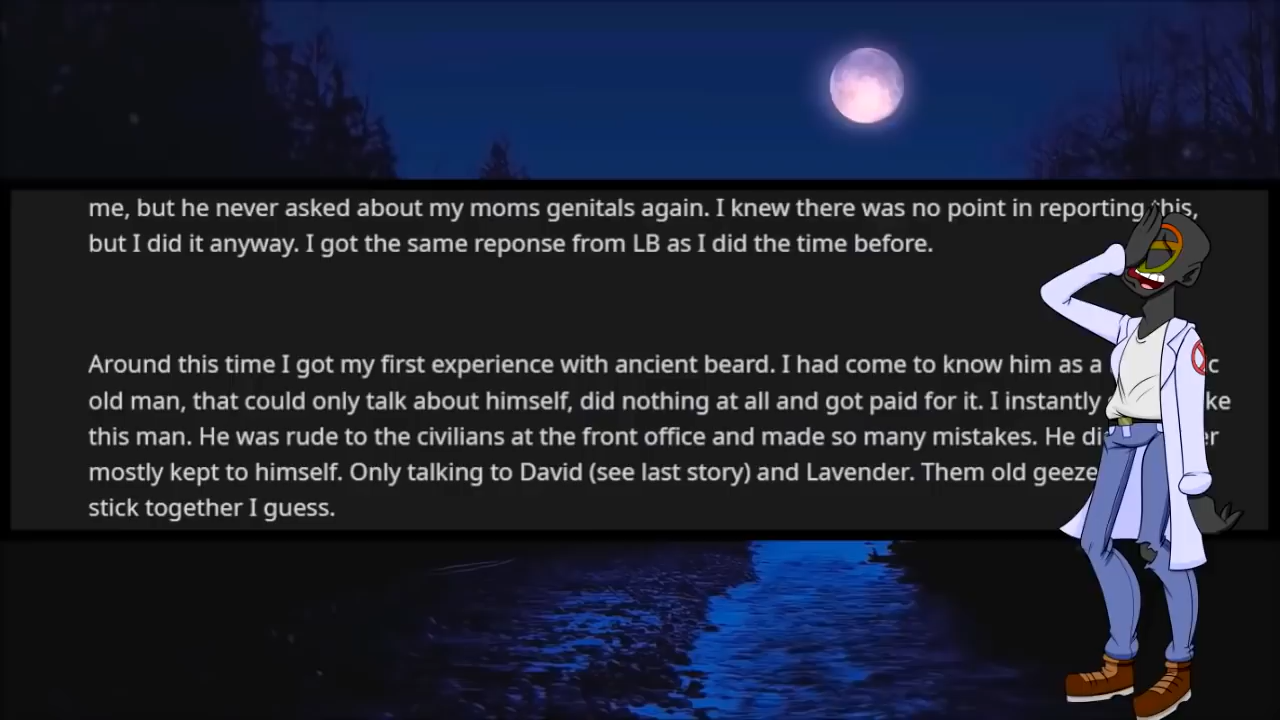 me, but he never asked about my moms genitals again. I knew there was no point in reporting this,
but I did it anyway. I got the same reponse from LB as I did the time before.
Around this time I got my first experience with ancient beard. I had come to know him as a
old man, that could only talk about himself, did nothing at all and got paid for it. I instantly
this man. He was rude to the civilians at the front office and made so many mistakes. He
mostly kept to himself. Only talking to David (see last story) and Lavender. Them old
stick together I guess.